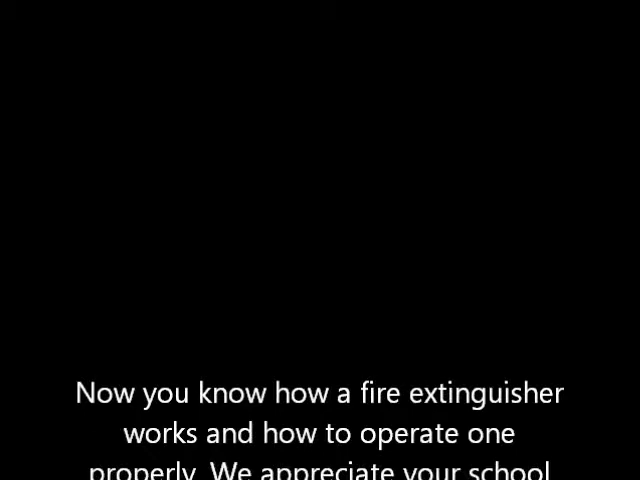 Now you know how a fire extinguisher
works and how to operate one
properly. We appreciate your school